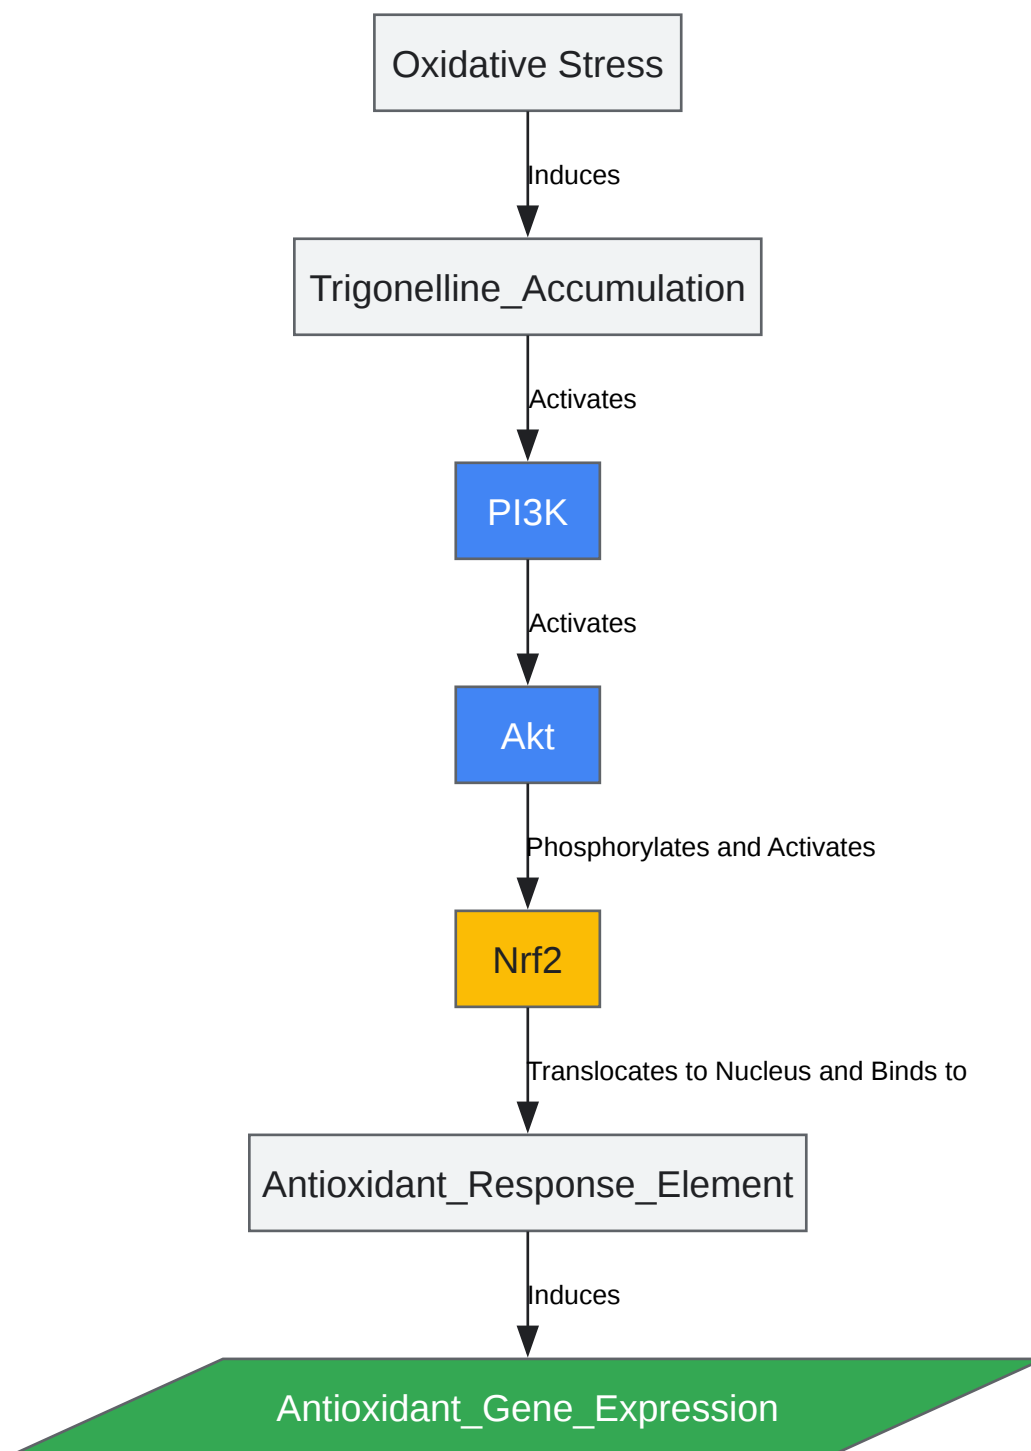 Oxidative Stress
Induces
Trigonelline_Accumulation
Activates
PI3K
Activates
Akt
Phosphorylates and Activates
Nrf2
Translocates to Nucleus and Binds to
Antioxidant_Response_Element
Induces
Antioxidant_Gene_Expression